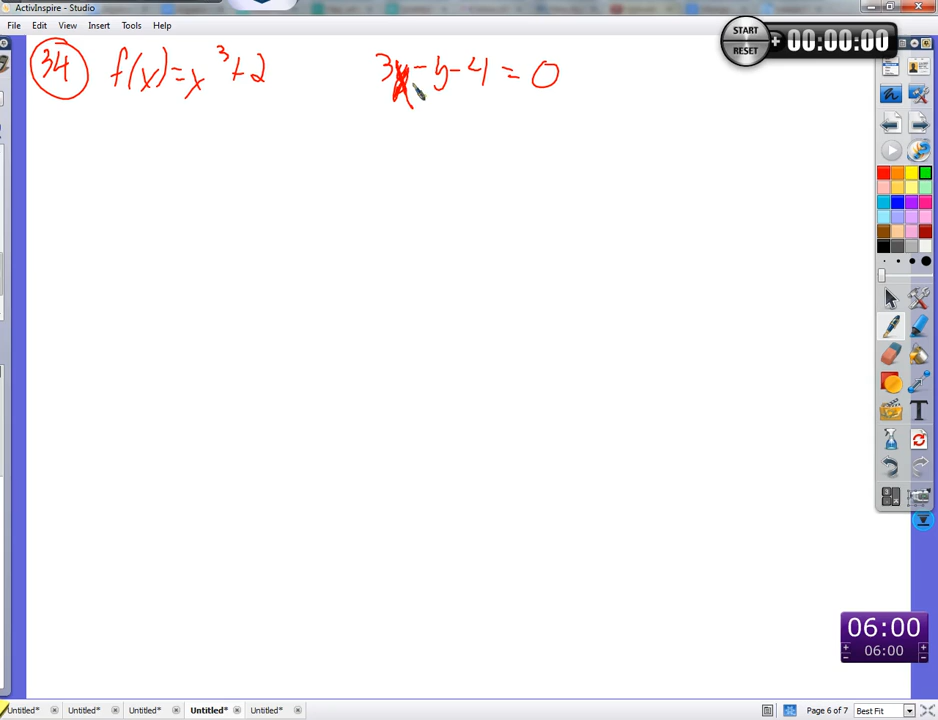 ActivInspire - Studio
File Edit View Insert Tools Help
START
RESET
00:00:00
34 f(x)=x³+2 3x-y-4=0
06:00
06:00
Untitled* Untitled* Untitled* Untitled* Untitled*
Page 6 of 7 Best Fit